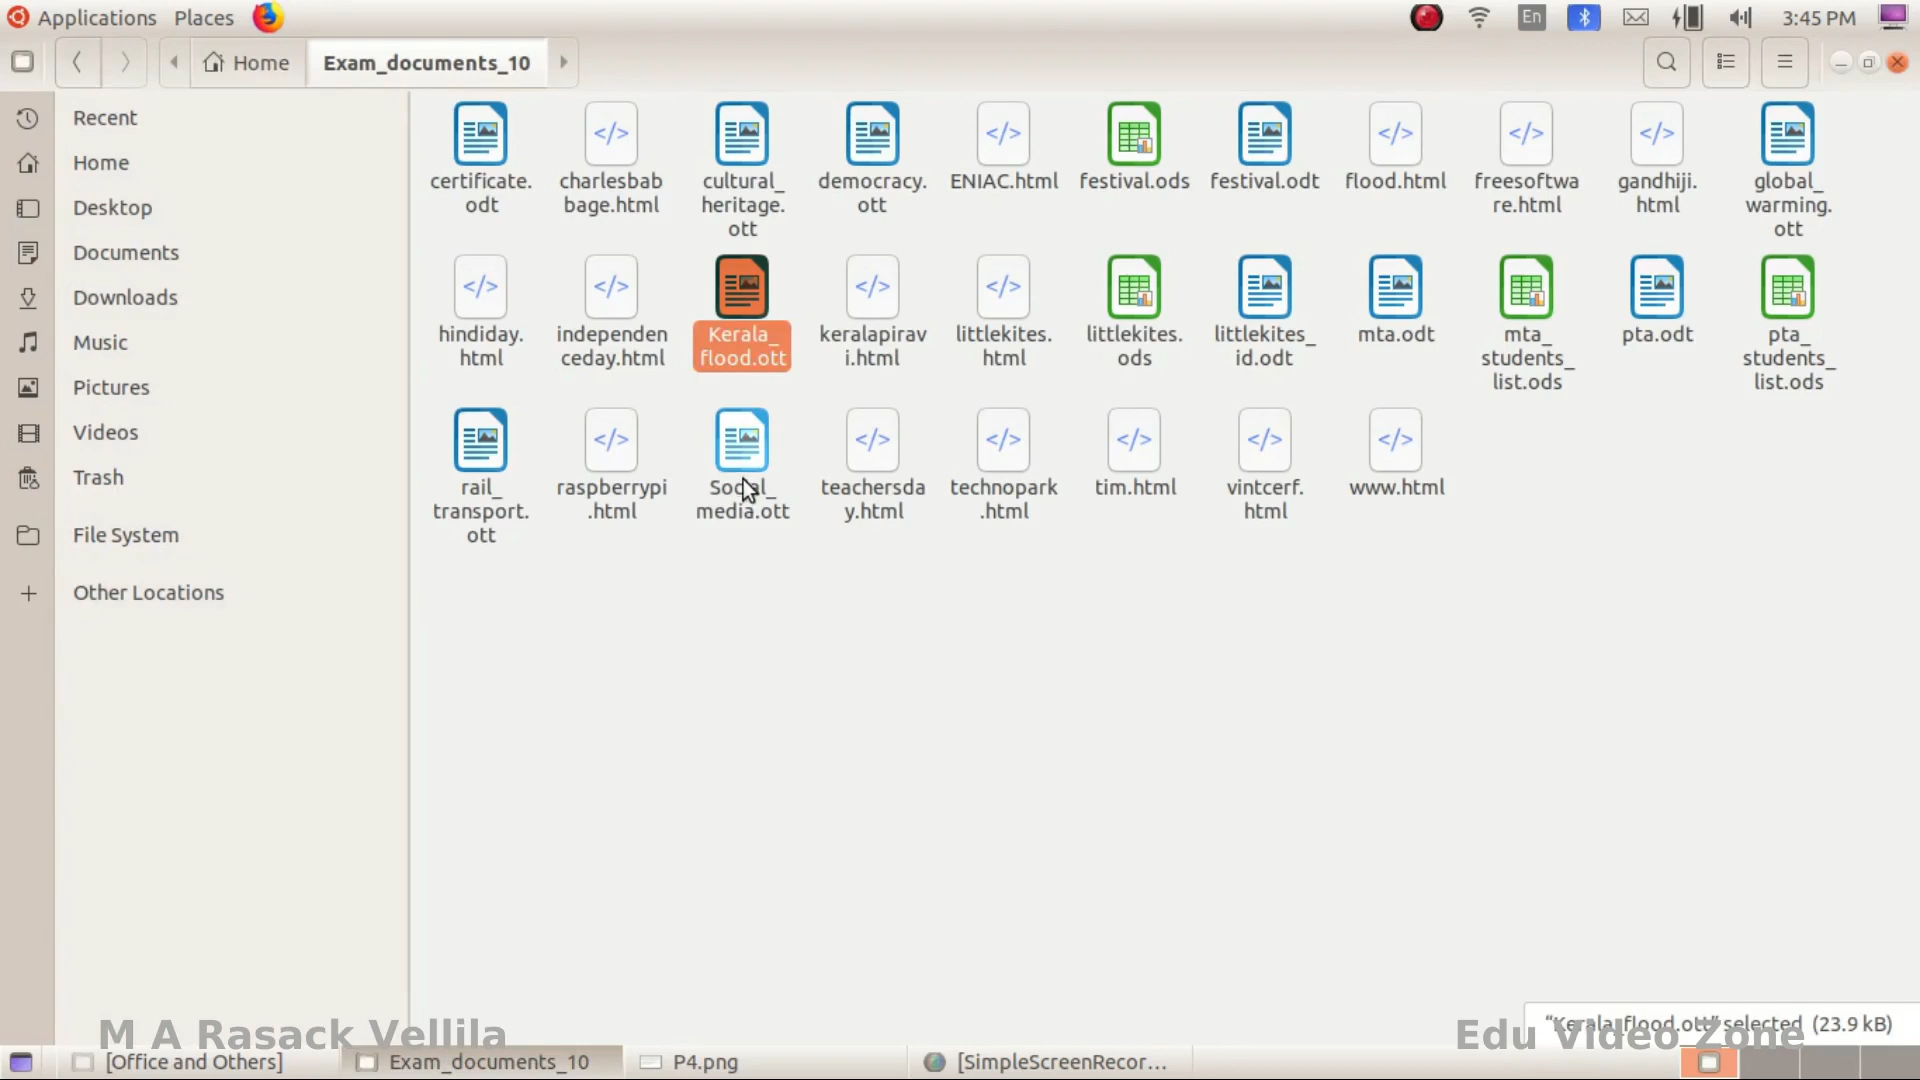 Applications Places
En
3:45 PM
Home
Exam_documents_10
Recent
Home
Desktop
Documents
Downloads
Music
Pictures
Videos
Trash
File System
Other Locations
certificate.
odt
charlesbab
bage.html
cultural_
heritage.
ott
democracy.
ott
ENIAC.html
festival.ods
festival.odt
flood.html
freesoftwa
re.html
gandhiji.
html
global_
warming.
ott
hindiday.
html
independen
ceday.html
Kerala_
flood.ott
keralapirav
i.html
littlekites.
html
littlekites.
ods
littlekites_
id.odt
mta.odt
mta_
students_
list.ods
pta.odt
pta_
students_
list.ods
rail_
transport.
ott
raspberrypi
.html
Social_
media.ott
teachersda
y.html
technopark
.html
tim.html
vintcerf.
html
www.html
"Kerala_flood.ott" selected (23.9 kB)
M A Rasack Vellila
Edu Video Zone
[Office and Others]
Exam_documents_10
P4.png
[SimpleScreenRecor...